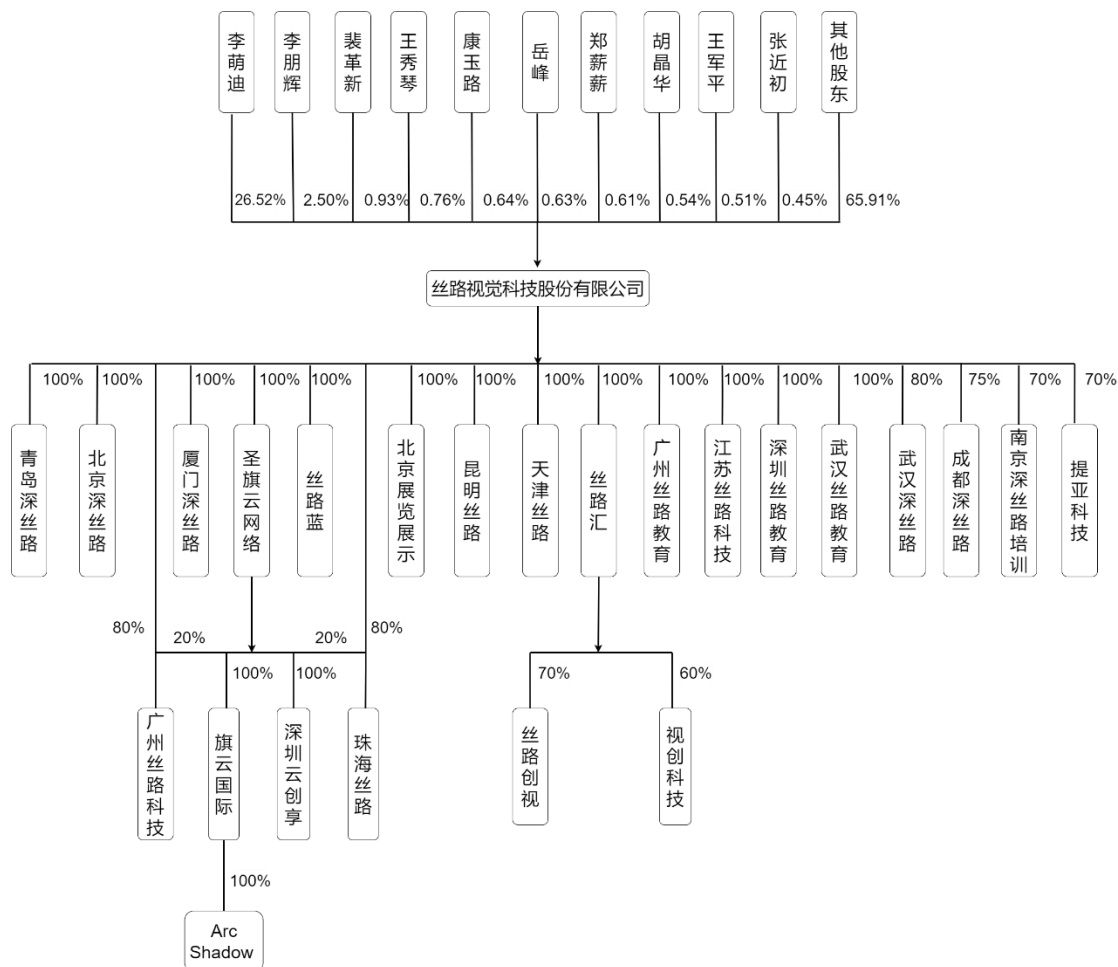 李萌迪
李朋辉
裴革新
王秀琴
康玉路
岳峰
郑薪薪
胡晶华
王军平
张近初
其他股东
26.52%
2.50%
0.93%
0.76%
0.64%
0.63%
0.61%
0.54%
0.51%
0.45%
65.91%
丝路视觉科技股份有限公司
100%
100%
100%
100%
100%
100%
100%
100%
100%
100%
100%
100%
100%
80%
75%
70%
70%
青岛深丝路
北京深丝路
厦门深丝路
圣旗云网络
丝路蓝
北京展览展示
昆明丝路
天津丝路
丝路汇
广州丝路教育
江苏丝路科技
深圳丝路教育
武汉丝路教育
武汉深丝路
成都深丝路
南京深丝路培训
提亚科技
80%
20%
20%
80%
100%
100%
70%
60%
广州丝路科技
旗云国际
深圳云创享
珠海丝路
丝路创视
视创科技
100%
Arc
Shadow